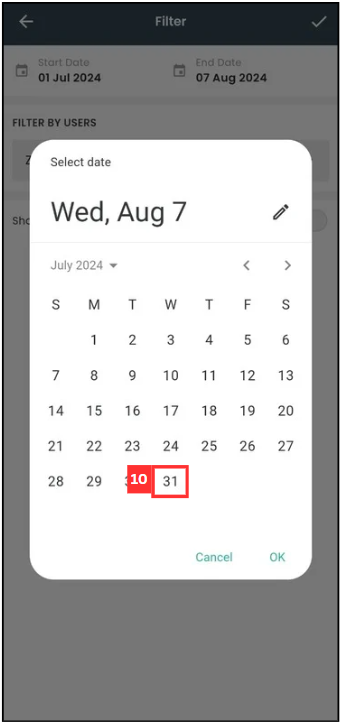 Filter
Start Date
End Date
01 Jul 2024
07 Aug 2024
FILTER BY USERS
Select date
Wed, Aug 7
July 2024
S M T W T F S
1 2 3 4 5 6
7 8 9 10 11 12 13
14 15 16 17 18 19 20
21 22 23 24 25 26 27
28 29 10 31
Cancel OK